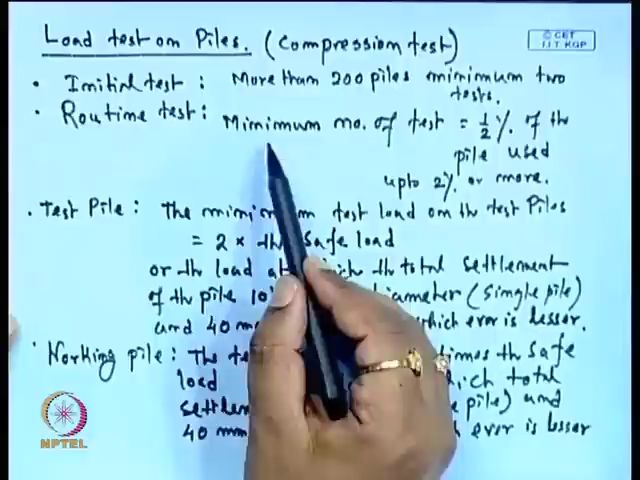 Load test on Piles. (Compression test)
© CET
I.I.T. KGP
• Initial test: More than 200 piles minimum two
tests.
• Routine test: Minimum no. of test = 1/2 %. of the
pile used
upto 2%. or more.
• Test Pile: The minimum test load on the test Piles
= 2 x the safe load
or the load at which the total settlement
of the pile diameter (single pile)
and 40 mm which ever is lesser.
• Working pile: The times the safe
load which total
pile) and
40 mm ever is lesser
NPTEL